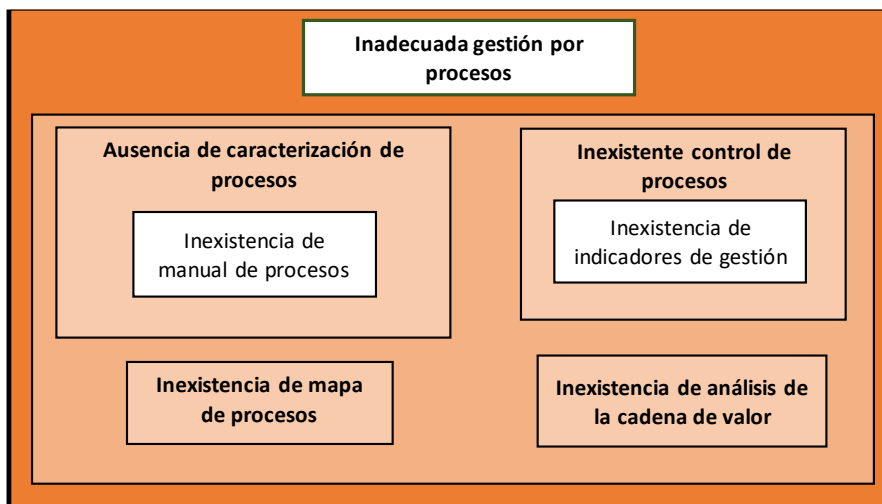 Inadecuada gestión por
procesos
Ausencia de caracterización de
procesos
Inexistencia de
manual de procesos
Inexistente control de
procesos
Inexistencia de
indicadores de gestión
Inexistencia de mapa
de procesos
Inexistencia de análisis de
la cadena de valor